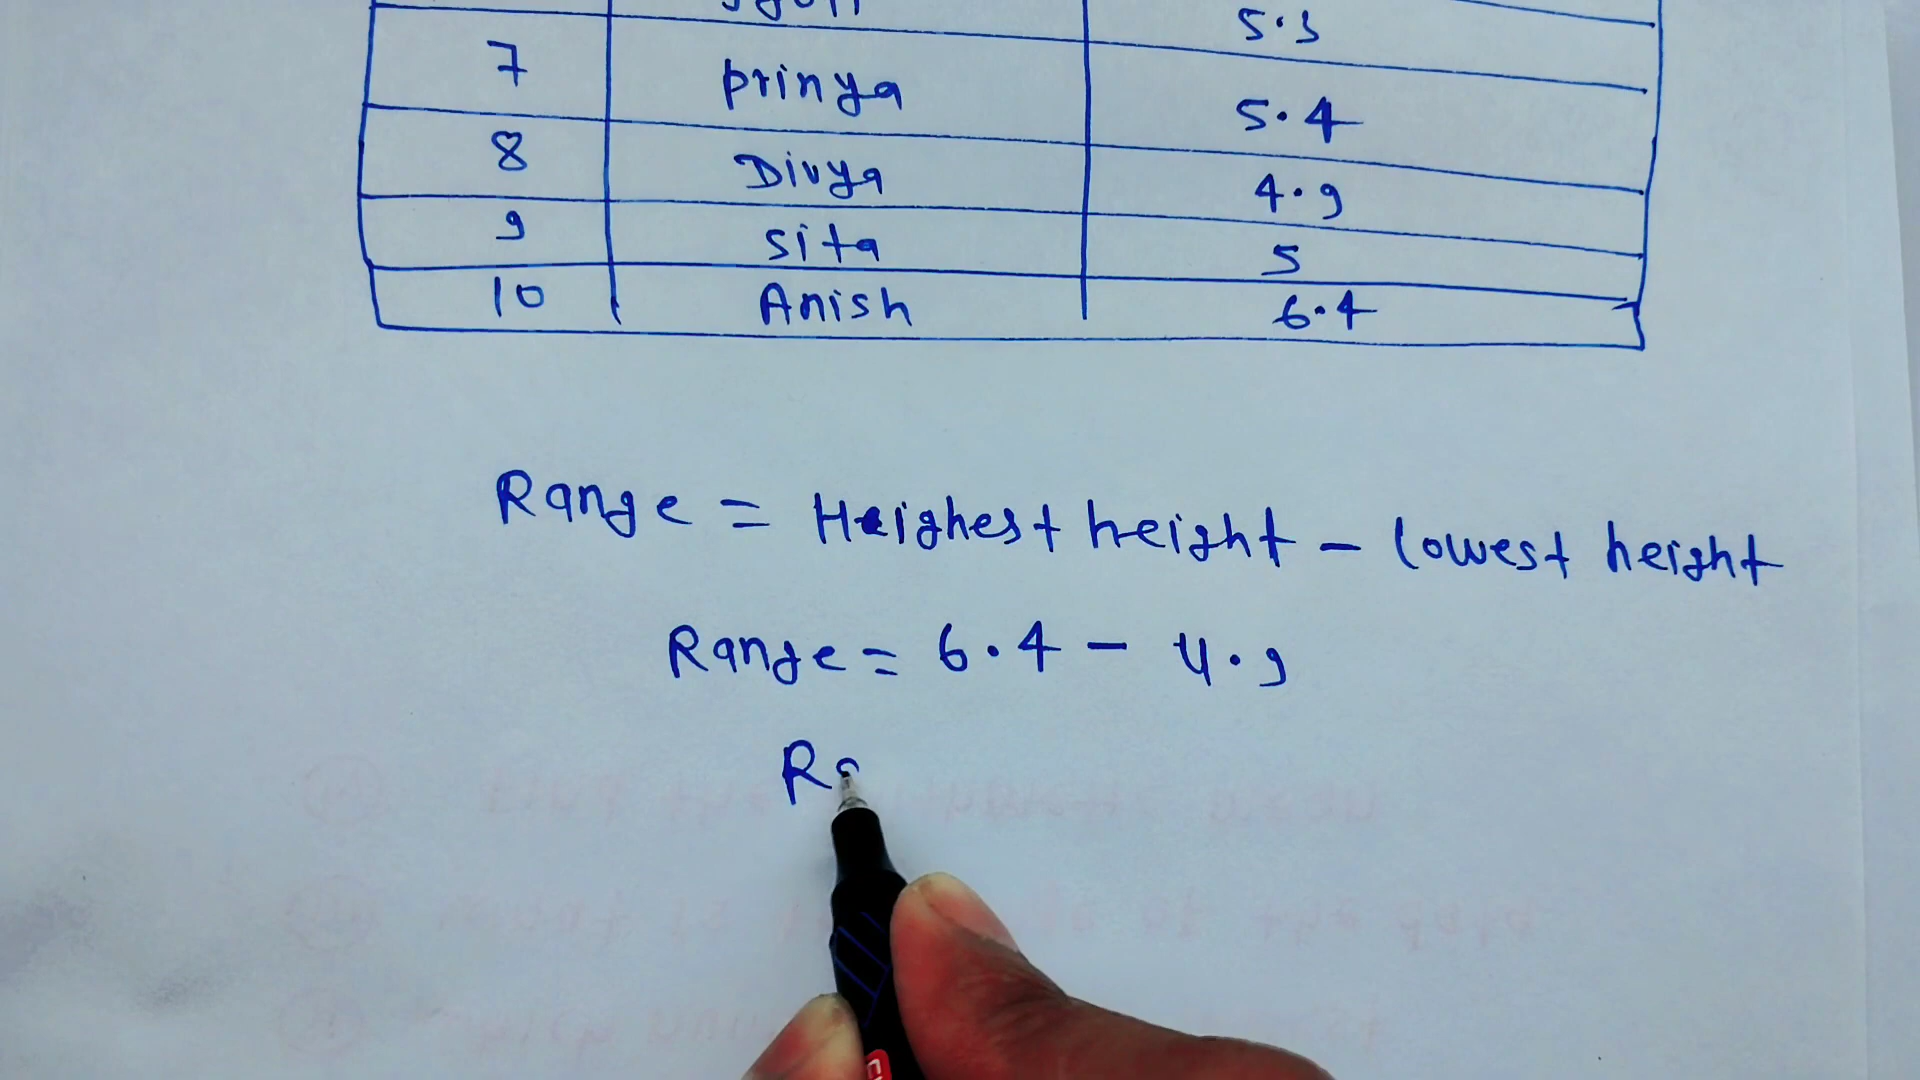 5.3
7 prinya 5.4
8 Divya 4.9
9 sita 5
10 Anish 6.4
Range = Heighest height - lowest height
Range = 6.4 - 4.9
Ra